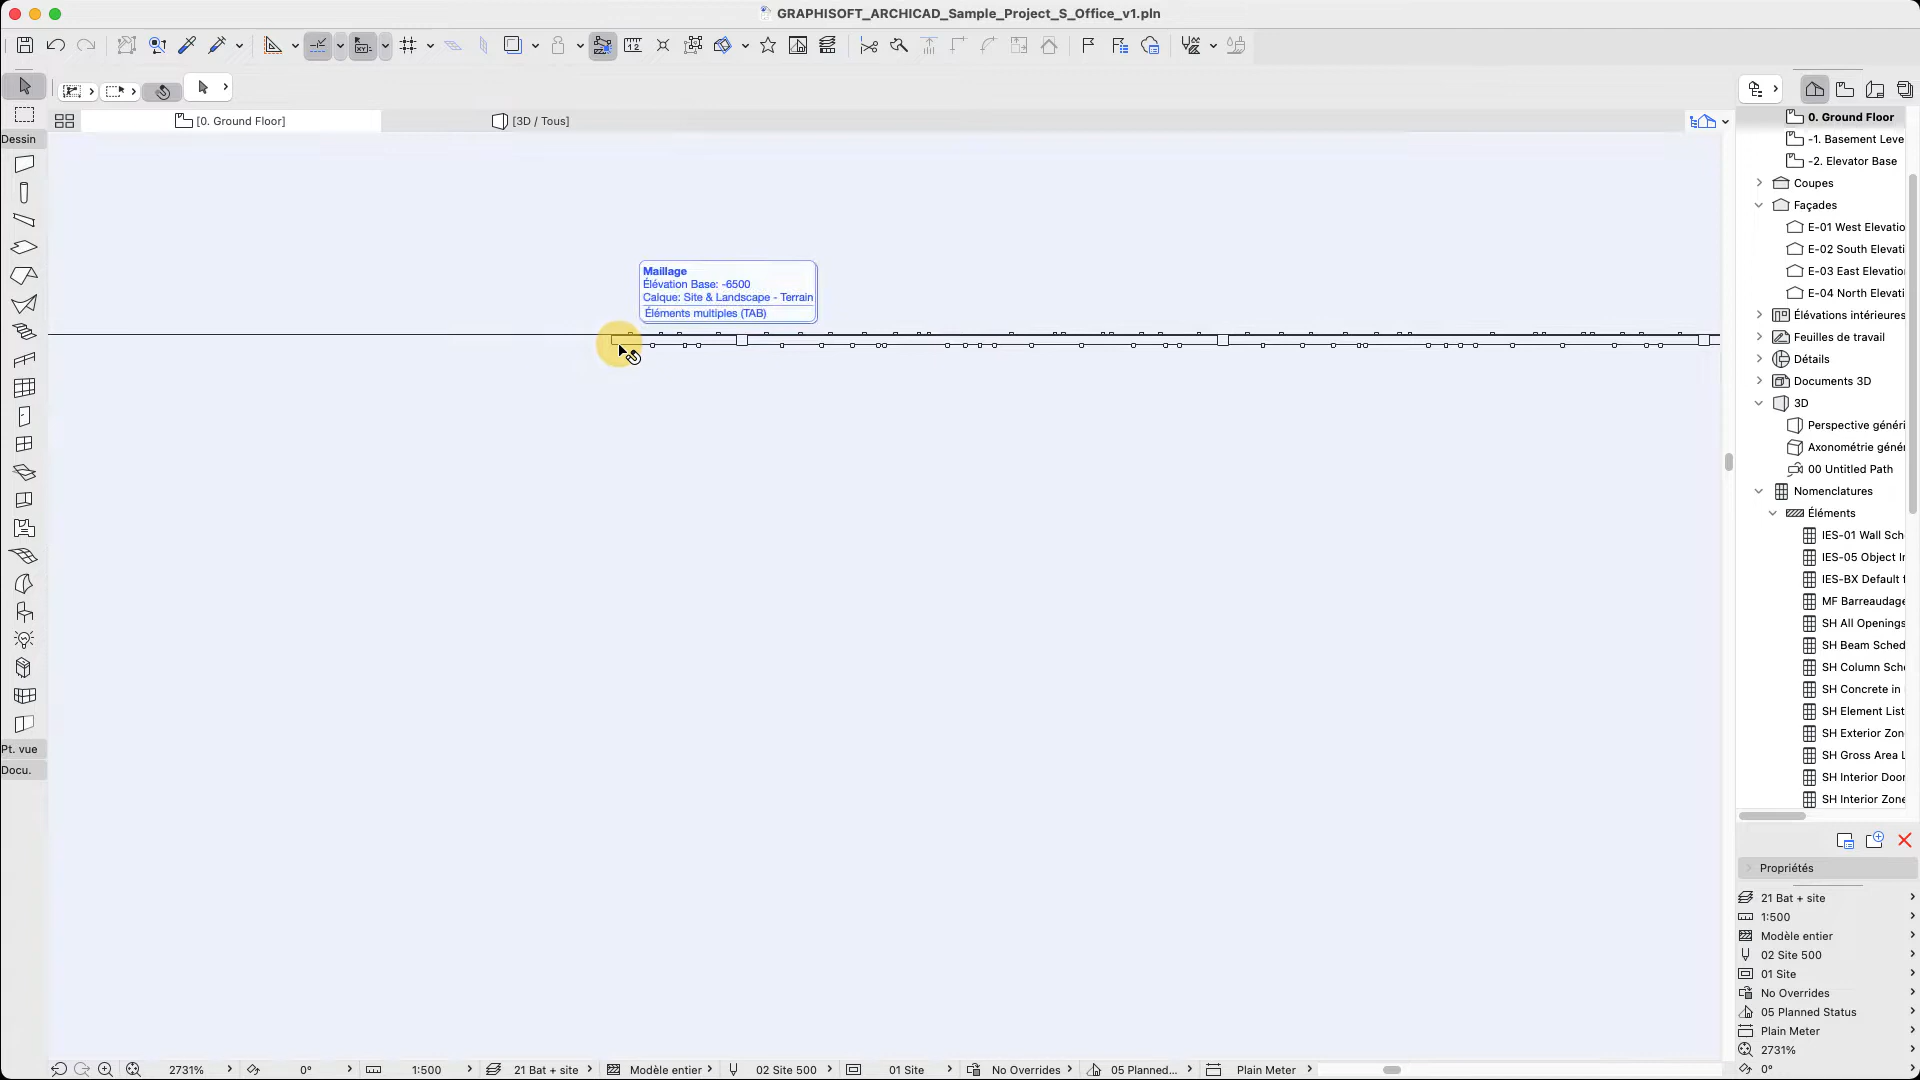 GRAPHISOFT_ARCHICAD_Sample_Project_S_Office_v1.pln
[0. Ground Floor]
[3D / Tous]
Dessin
Pt. vue
Docu.
Maillage
Élévation Base: -6500
Calque: Site & Landscape - Terrain
Éléments multiples (TAB)
0. Ground Floor
-1. Basement Leve
-2. Elevator Base
Coupes
Façades
E-01 West Elevatio
E-02 South Elevati
E-03 East Elevatio
E-04 North Elevati
Élévations intérieures
Feuilles de travail
Détails
Documents 3D
3D
Perspective généri
Axonométrie génér
00 Untitled Path
Nomenclatures
Éléments
IES-01 Wall Sch
IES-05 Object In
IES-BX Default f
MF Barreaudage
SH All Openings
SH Beam Sched
SH Column Sche
SH Concrete in
SH Element List
SH Exterior Zon
SH Gross Area L
SH Interior Door
SH Interior Zone
Propriétés
21 Bat + site
1:500
Modèle entier
02 Site 500
01 Site
No Overrides
05 Planned Status
Plain Meter
2731%
0°
2731%
0°
1:500
21 Bat + site
Modèle entier
02 Site 500
01 Site
No Overrides
05 Planned...
Plain Meter